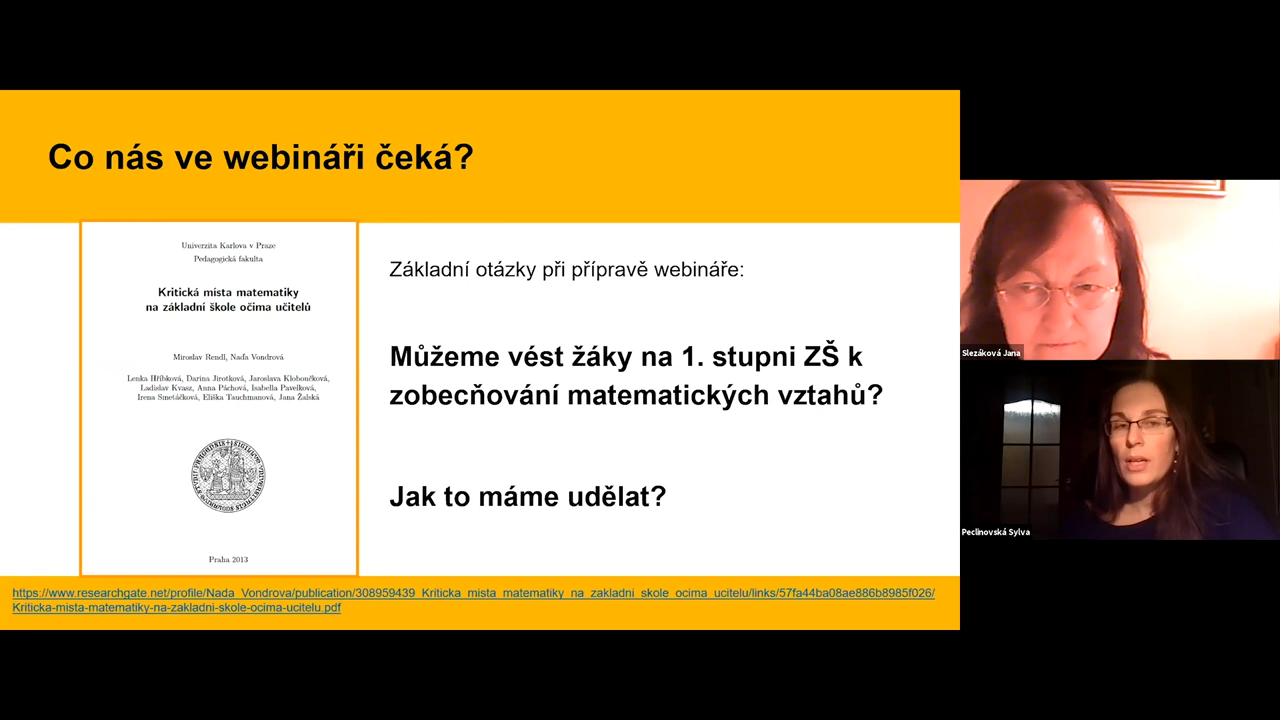 Co nás ve webináři čeká?
Univerzita Karlova v Praze
Pedagogická fakulta
Kritická místa matematiky
na základní škole očima učitelů
Miroslav Rendl, Naďa Vondrová
Lenka Hříbková, Darina Jirotková, Jaroslava Kloboučková,
Ladislav Kvasz, Anna Páchová, Isabella Pavelková,
Irena Smetáčková, Eliška Tauchmanová, Jana Žalská
Praha 2013
Základní otázky při přípravě webináře:
Můžeme vést žáky na 1. stupni ZŠ k
zobecňování matematických vztahů?
Jak to máme udělat?
https://www.researchgate.net/profile/Nada_Vondrova/publication/308959439_Kriticka_mista_matematiky_na_zakladni_skole_ocima_ucitelu/links/57fa44ba08ae886b8985f026/
Kriticka-mista-matematiky-na-zakladni-skole-ocima-ucitelu.pdf
Slezáková Jana
Peclinovská Sylva